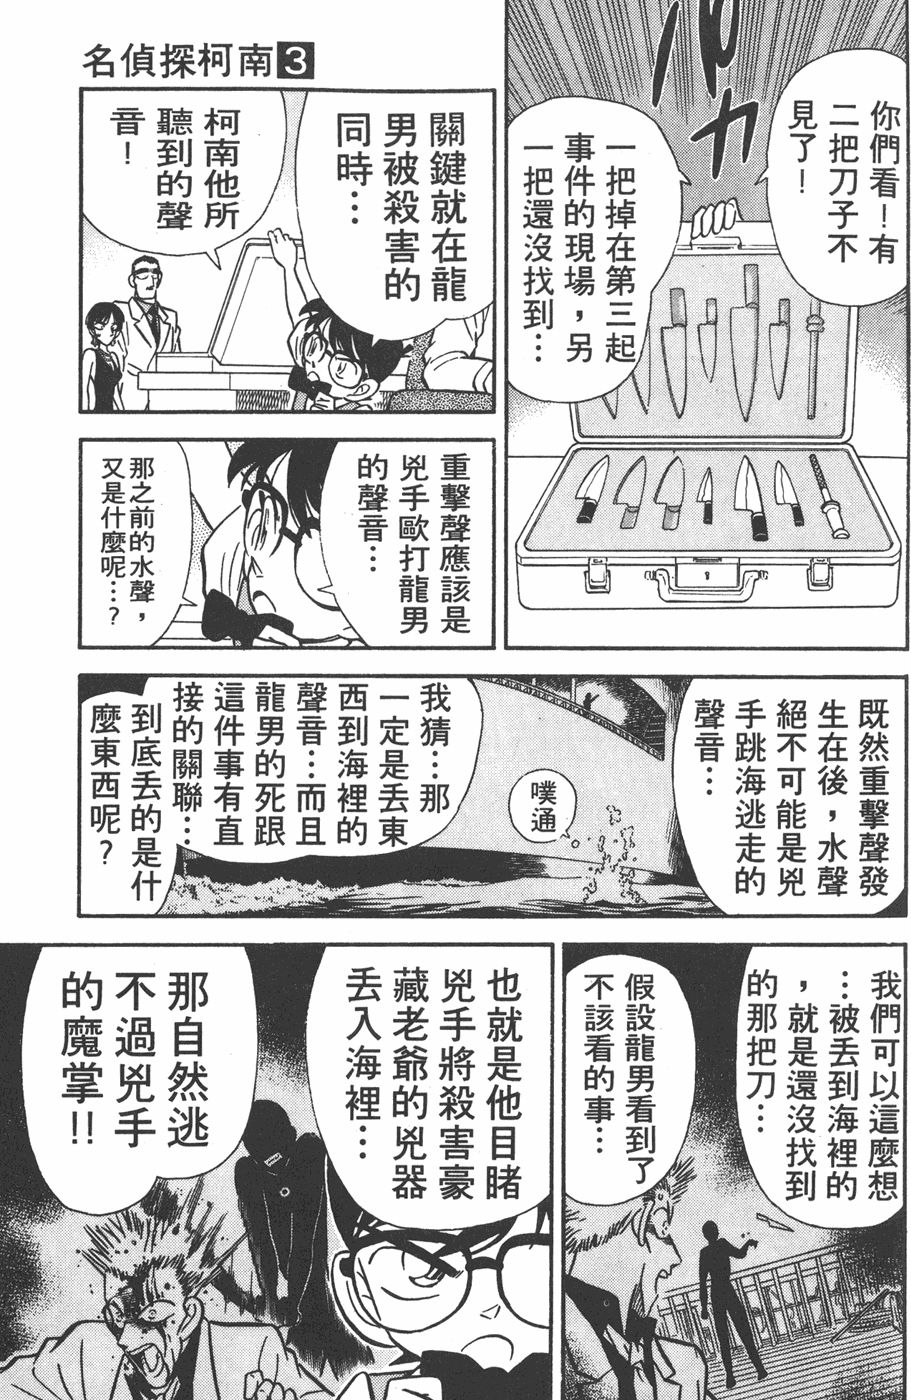 名偵探柯南3
你們看!有
二把刀子不
見了!
一把掉在第三起
事件的現場,另
一把還沒找到…
關鍵就在龍
男被殺害的
同時…
柯南他所
聽到的聲
音!
重擊聲應該是
兇手歐打龍男
的聲音…
那之前的水聲,
又是什麼呢…?
既然重擊聲發
生在後,水聲
絕不可能是兇
手跳海逃走的
聲音…
噗通
我猜…那
一定是丟東
西到海裡的
聲音…而且
龍男的死跟
這件事有直
接的關聯…
到底丟的是什
麼東西呢?
我們可以這麼想
…被丟到海裡的
,就是還沒找到
的那把刀…
假設龍男看到了
不該看的事…
也就是他目睹
兇手將殺害豪
藏老爺的兇器
丟入海裡…
那自然逃
不過兇手
的魔掌!!